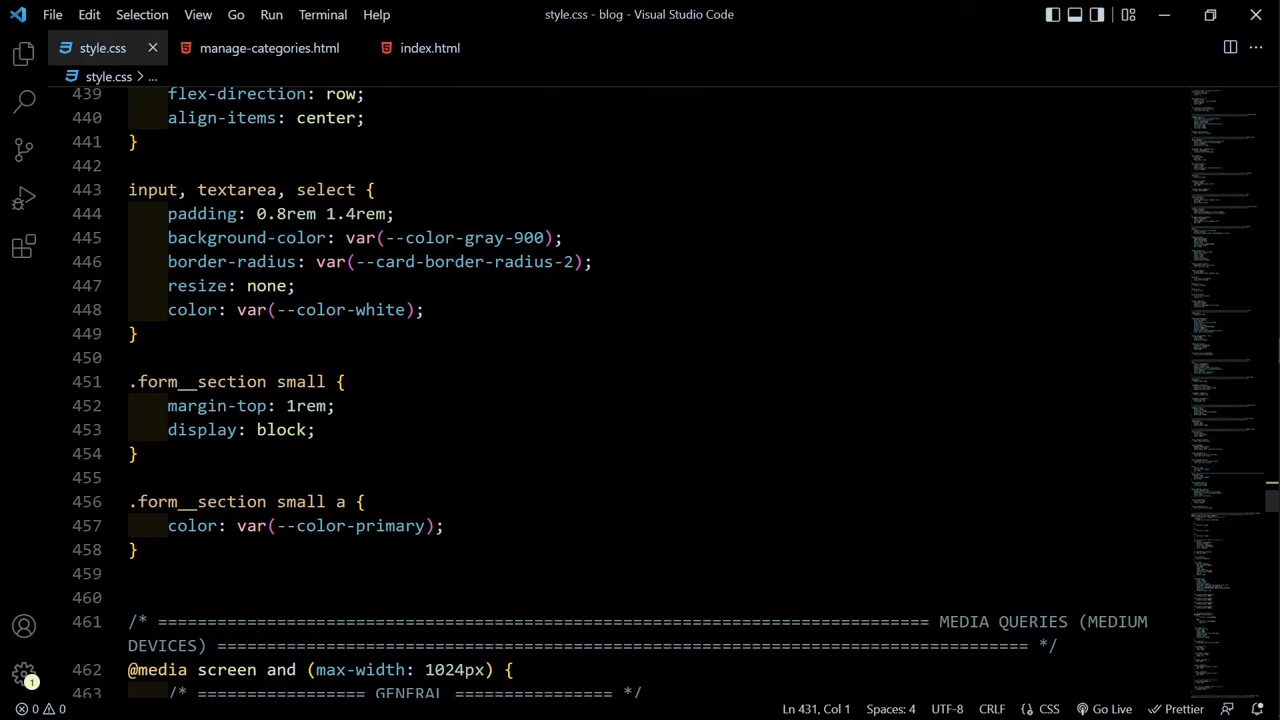 File Edit Selection View Go Run Terminal Help style.css - blog - Visual Studio Code
style.css manage-categories.html index.html
style.css > ...
439 flex-direction: row;
440 align-items: center;
441 }
442
443 input, textarea, select {
444 padding: 0.8rem 1.4rem;
445 background-color: var(--color-gray-900);
446 border-radius: var(--card-border-radius-2);
447 resize: none;
448 color: var(--color-white);
449 }
450
451 .form__section small {
452 margin-top: 1rem;
453 display: block;
454 }
455
456 .form__section small a {
457 color: var(--color-primary);
458 }
459
460
461 /* ============================================================================== MEDIA QUERIES (MEDIUM
DEVICES) ================================================================================== */
462 @media screen and (max-width: 1024px) {
463 /* ================= GENERAL ================ */
1
0 0 Ln 431, Col 1 Spaces: 4 UTF-8 CRLF {} CSS Go Live Prettier